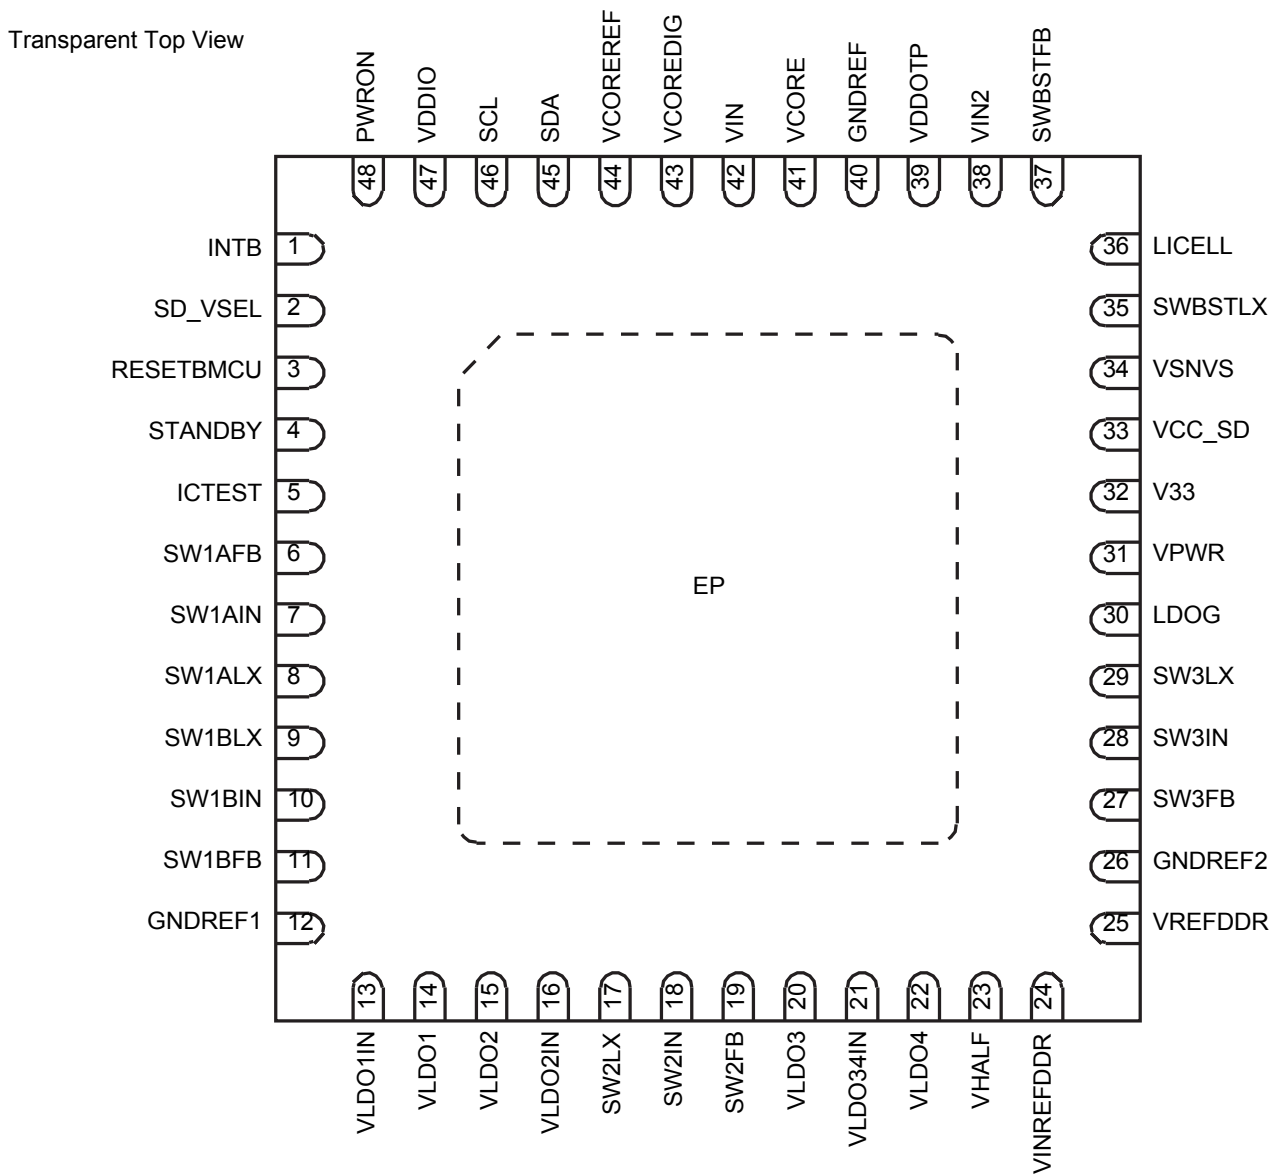 Transparent Top View
PWRON
VDDIO
SCL
SDA
VCOREREF
VCOREDIG
VIN
VCORE
GNDREF
VDDOTP
VIN2
SWBSTFB
48 47 46 45 44 43 42 41 40 39 38 37
INTB 1 36 LICELL
SD_VSEL 2 35 SWBSTLX
RESETBMCU 3 34 VSNVS
STANDBY 4 33 VCC_SD
ICTEST 5 32 V33
SW1AFB 6 31 VPWR
EP
SW1AIN 7 30 LDOG
SW1ALX 8 29 SW3LX
SW1BLX 9 28 SW3IN
SW1BIN 10 27 SW3FB
SW1BFB 11 26 GNDREF2
GNDREF1 12 25 VREFDDR
13 14 15 16 17 18 19 20 21 22 23 24
VLDO1IN
VLDO1
VLDO2
VLDO2IN
SW2LX
SW2IN
SW2FB
VLDO3
VLDO34IN
VLDO4
VHALF
VINREFDDR